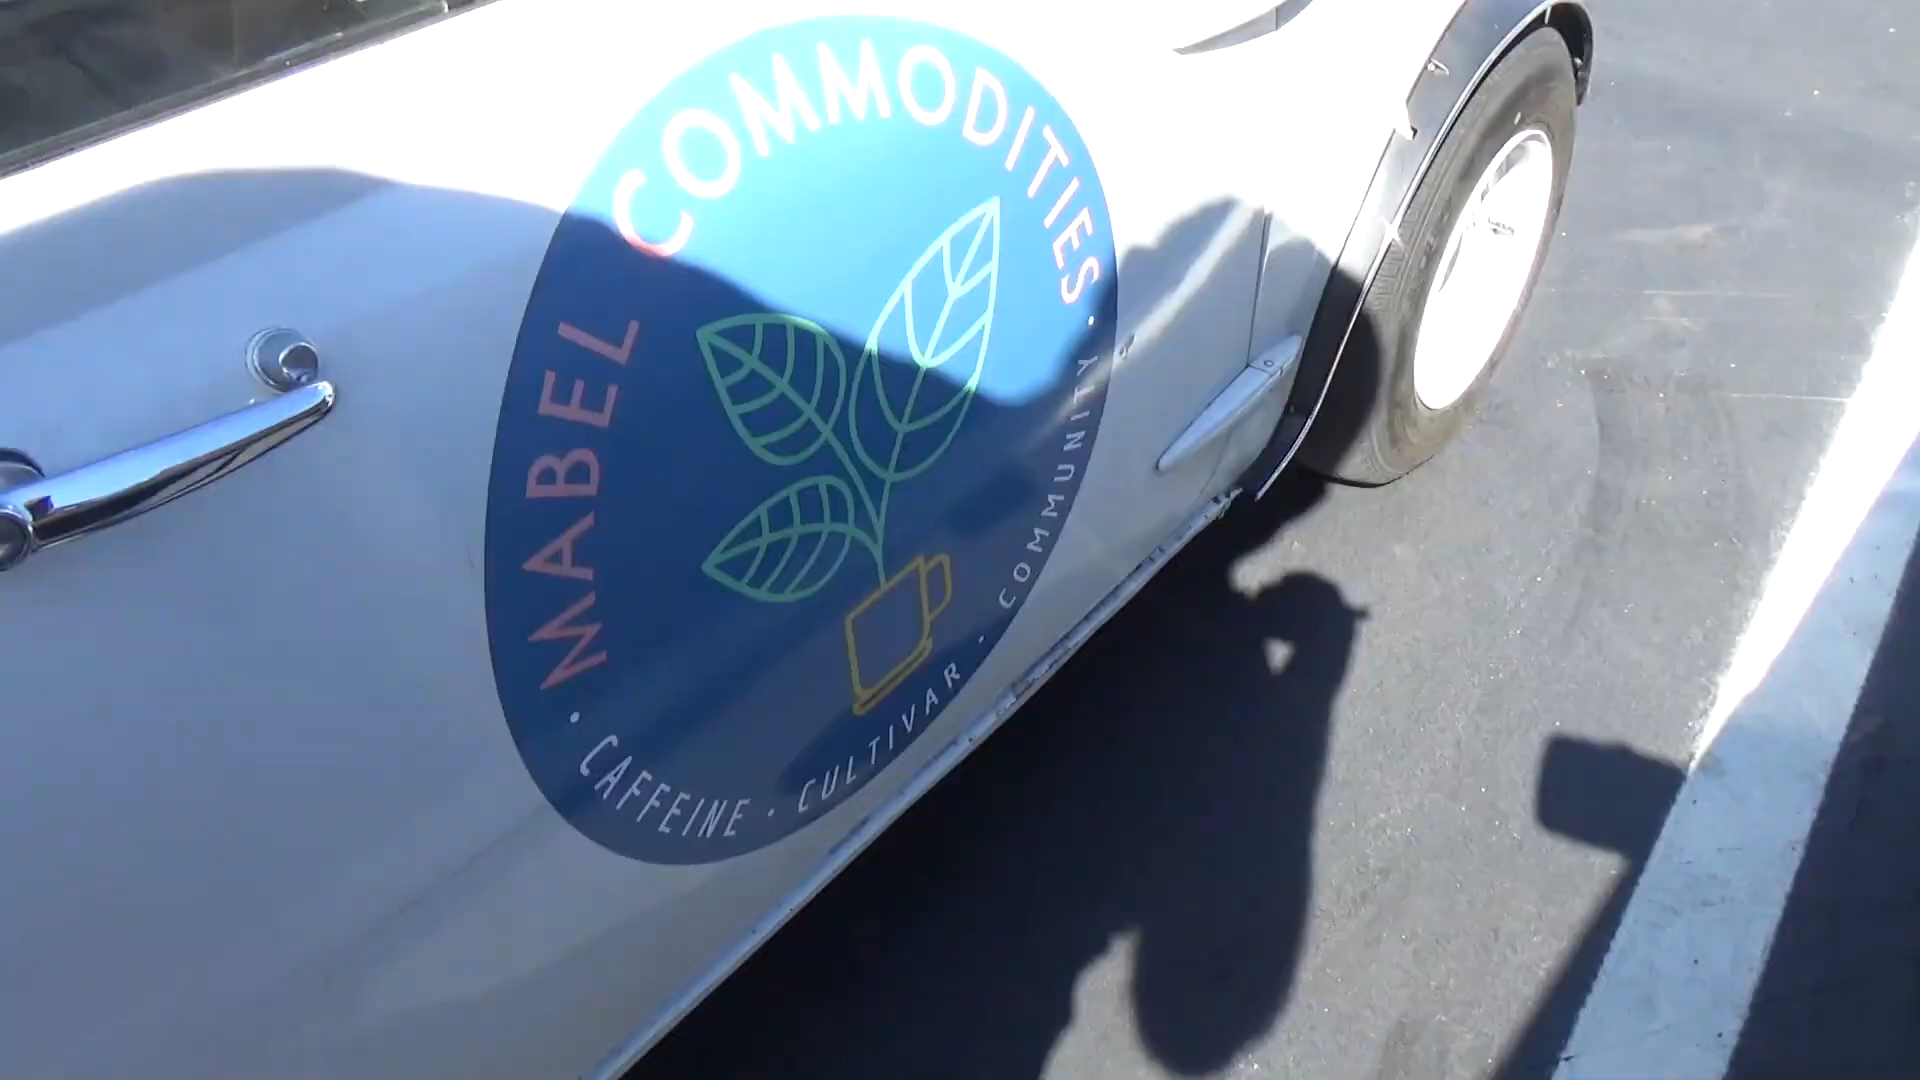 MABEL COMMODITIES
· CAFFEINE · CULTIVAR · COMMUNITY ·